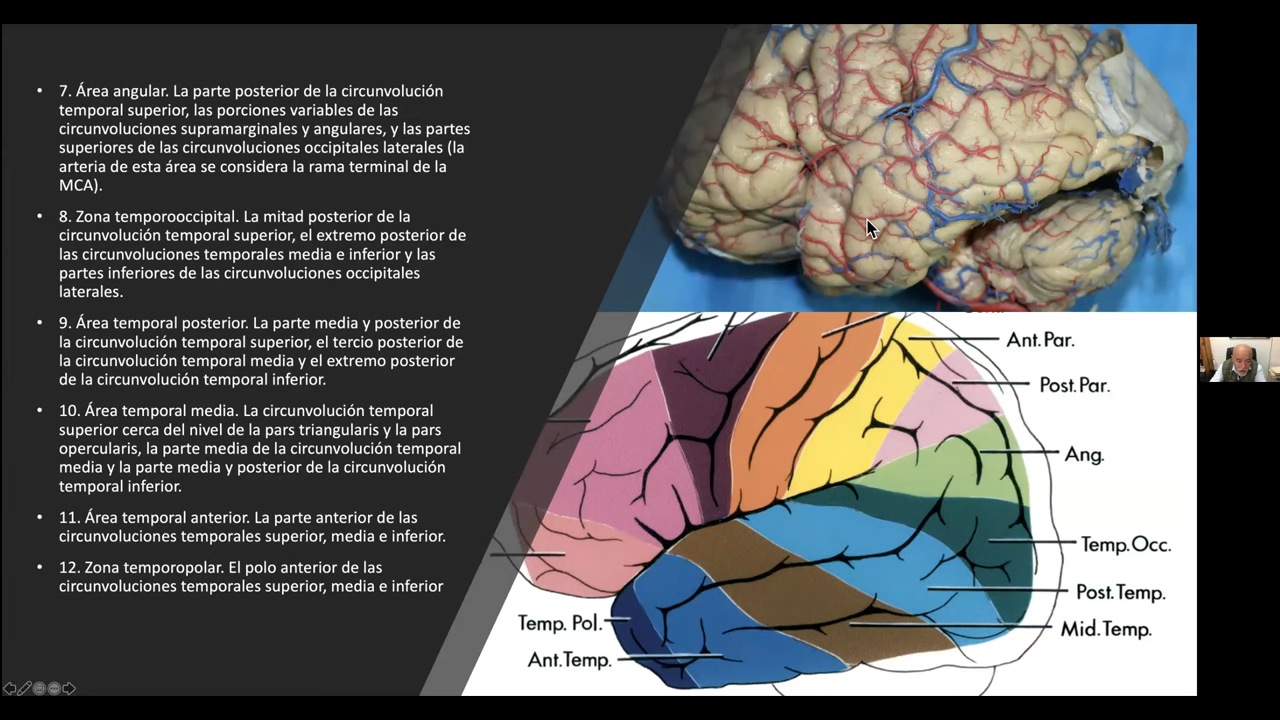 • 7. Área angular. La parte posterior de la circunvolución
temporal superior, las porciones variables de las
circunvoluciones supramarginales y angulares, y las partes
superiores de las circunvoluciones occipitales laterales (la
arteria de esta área se considera la rama terminal de la
MCA).
• 8. Zona temporooccipital. La mitad posterior de la
circunvolución temporal superior, el extremo posterior de
las circunvoluciones temporales media e inferior y las
partes inferiores de las circunvoluciones occipitales
laterales.
• 9. Área temporal posterior. La parte media y posterior de
la circunvolución temporal superior, el tercio posterior de
la circunvolución temporal media y el extremo posterior
de la circunvolución temporal inferior.
• 10. Área temporal media. La circunvolución temporal
superior cerca del nivel de la pars triangularis y la pars
opercularis, la parte media de la circunvolución temporal
media y la parte media y posterior de la circunvolución
temporal inferior.
• 11. Área temporal anterior. La parte anterior de las
circunvoluciones temporales superior, media e inferior.
• 12. Zona temporopolar. El polo anterior de las
circunvoluciones temporales superior, media e inferior
Ant. Par.
Post. Par.
Ang.
Temp. Occ.
Post. Temp.
Mid. Temp.
Temp. Pol.
Ant. Temp.